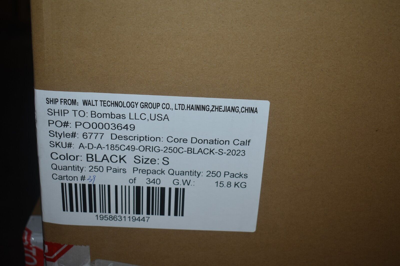 SHIP FROM: WALT TECHNOLOGY GROUP CO., LTD,HAINING,ZHEJIANG,CHINA
SHIP TO: Bombas LLC,USA
PO#: PO0003649
Style#: 6777 Description: Core Donation Calf
SKU#: A-D-A-185C49-ORIG-250C-BLACK-S-2023
Color: BLACK Size: S
Quantity: 250 Pairs Prepack Quantity: 250 Packs
Carton # of 340 G.W.: 15.8 KG
195863119447